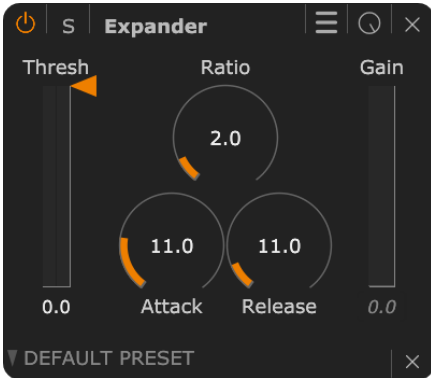 S Expander
Thresh Ratio Gain
2.0
11.0 11.0
0.0 Attack Release 0.0
DEFAULT PRESET